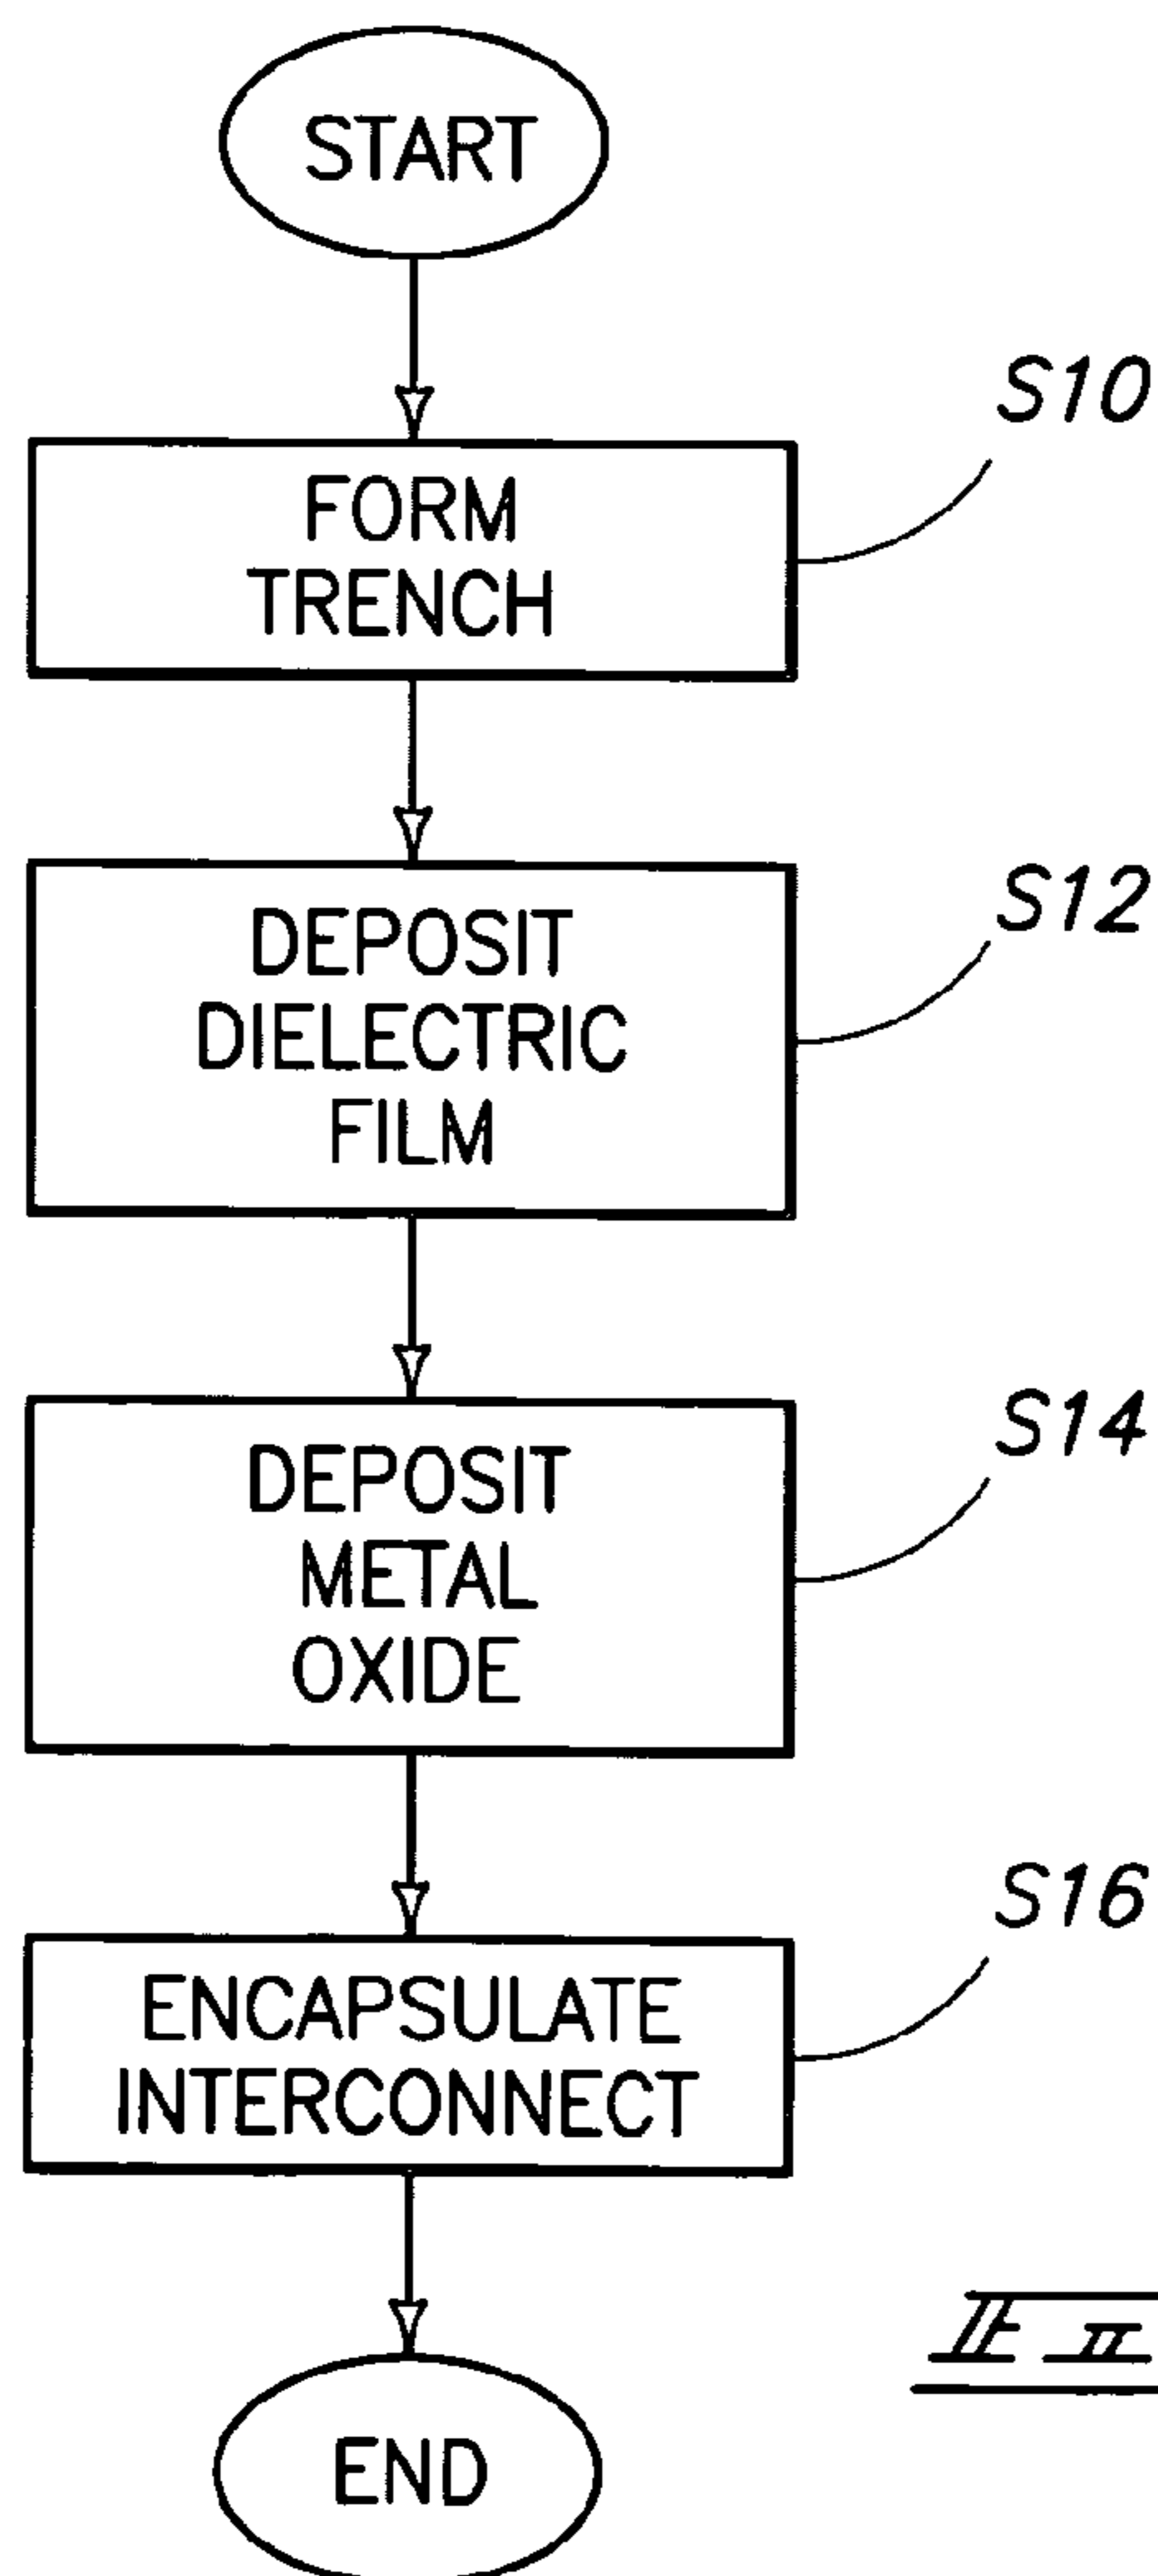 START
S10
FORM
TRENCH
S12
DEPOSIT
DIELECTRIC
FILM
S14
DEPOSIT
METAL
OXIDE
S16
ENCAPSULATE
INTERCONNECT
END